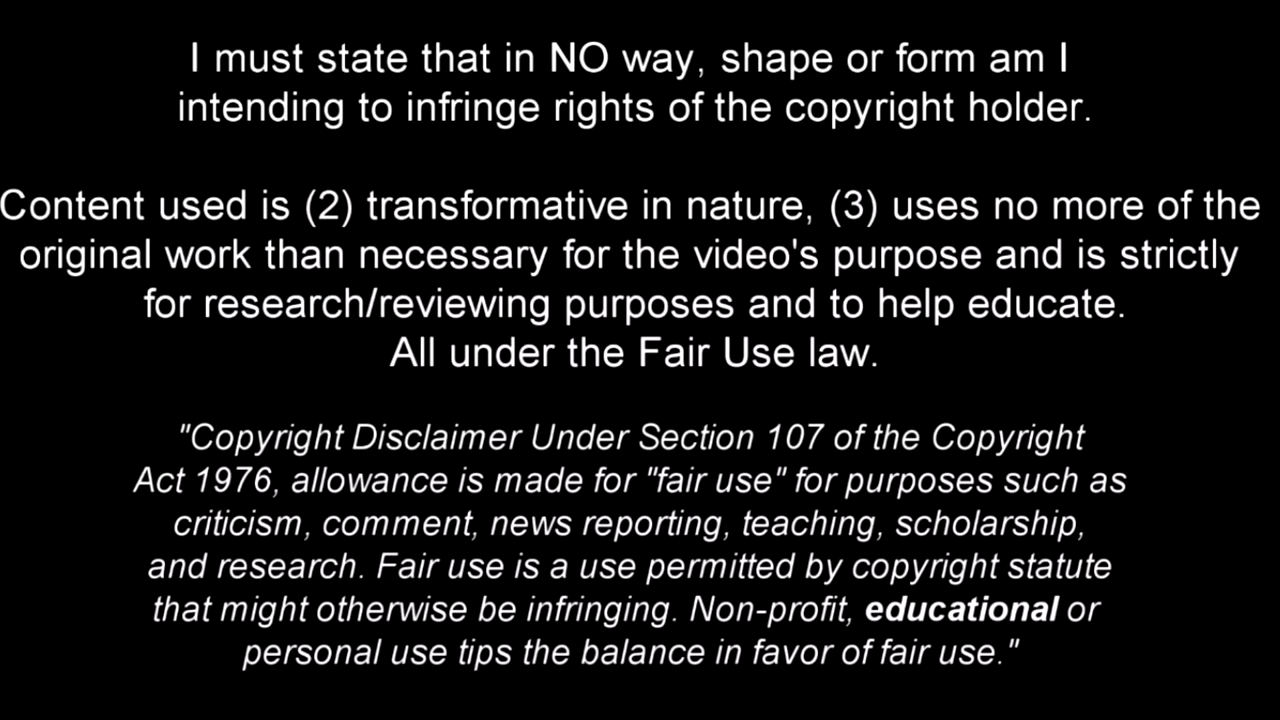 I must state that in NO way, shape or form am I
intending to infringe rights of the copyright holder.
Content used is (2) transformative in nature, (3) uses no more of the
original work than necessary for the video's purpose and is strictly
for research/reviewing purposes and to help educate.
All under the Fair Use law.
"Copyright Disclaimer Under Section 107 of the Copyright
Act 1976, allowance is made for "fair use" for purposes such as
criticism, comment, news reporting, teaching, scholarship,
and research. Fair use is a use permitted by copyright statute
that might otherwise be infringing. Non-profit, educational or
personal use tips the balance in favor of fair use."